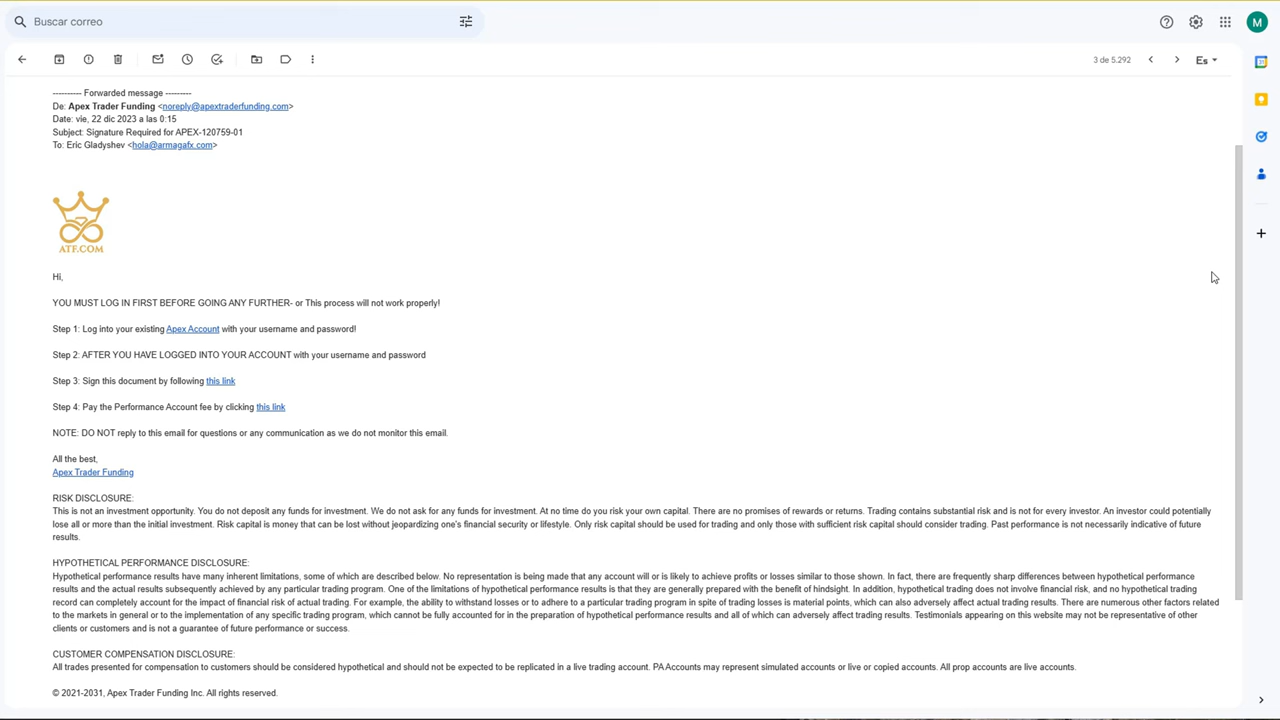 Buscar correo
M
3 de 5.292
Es
---------- Forwarded message ---------
De: Apex Trader Funding <noreply@apextraderfunding.com>
Date: vie, 22 dic 2023 a las 0:15
Subject: Signature Required for APEX-120759-01
To: Eric Gladyshev <hola@armagafx.com>
ATF.COM
Hi,
YOU MUST LOG IN FIRST BEFORE GOING ANY FURTHER- or This process will not work properly!
Step 1: Log into your existing Apex Account with your username and password!
Step 2: AFTER YOU HAVE LOGGED INTO YOUR ACCOUNT with your username and password
Step 3: Sign this document by following this link
Step 4: Pay the Performance Account fee by clicking this link
NOTE: DO NOT reply to this email for questions or any communication as we do not monitor this email.
All the best,
Apex Trader Funding
RISK DISCLOSURE:
This is not an investment opportunity. You do not deposit any funds for investment. We do not ask for any funds for investment. At no time do you risk your own capital. There are no promises of rewards or returns. Trading contains substantial risk and is not for every investor. An investor could potentially
lose all or more than the initial investment. Risk capital is money that can be lost without jeopardizing one's financial security or lifestyle. Only risk capital should be used for trading and only those with sufficient risk capital should consider trading. Past performance is not necessarily indicative of future
results.
HYPOTHETICAL PERFORMANCE DISCLOSURE:
Hypothetical performance results have many inherent limitations, some of which are described below. No representation is being made that any account will or is likely to achieve profits or losses similar to those shown. In fact, there are frequently sharp differences between hypothetical performance
results and the actual results subsequently achieved by any particular trading program. One of the limitations of hypothetical performance results is that they are generally prepared with the benefit of hindsight. In addition, hypothetical trading does not involve financial risk, and no hypothetical trading
record can completely account for the impact of financial risk of actual trading. For example, the ability to withstand losses or to adhere to a particular trading program in spite of trading losses is material points, which can also adversely affect actual trading results. There are numerous other factors related
to the markets in general or to the implementation of any specific trading program, which cannot be fully accounted for in the preparation of hypothetical performance results and all of which can adversely affect trading results. Testimonials appearing on this website may not be representative of other
clients or customers and is not a guarantee of future performance or success.
CUSTOMER COMPENSATION DISCLOSURE:
All trades presented for compensation to customers should be considered hypothetical and should not be expected to be replicated in a live trading account. PA Accounts may represent simulated accounts or live or copied accounts. All prop accounts are live accounts.
© 2021-2031, Apex Trader Funding Inc. All rights reserved.